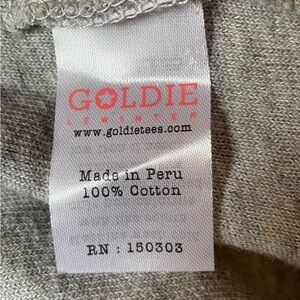 GOLDIE
LEWINTER
www.goldietees.com
Made in Peru
100% Cotton
RN : 150303